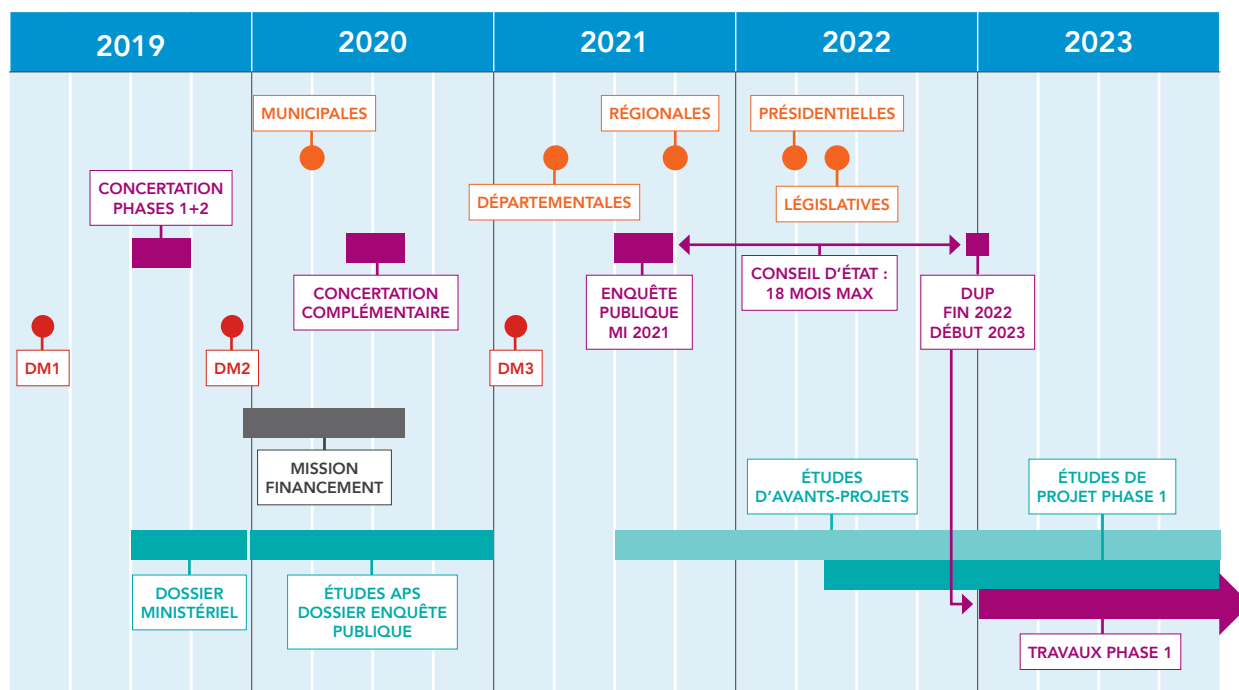 2019
2020
2021
2022
2023
MUNICIPALES
RÉGIONALES
PRÉSIDENTIELLES
CONCERTATION
PHASES 1+2
DÉPARTEMENTALES
LÉGISLATIVES
CONCERTATION
COMPLÉMENTAIRE
ENQUÊTE
PUBLIQUE
MI 2021
CONSEIL D'ÉTAT :
18 MOIS MAX
DUP
FIN 2022
DÉBUT 2023
DM1
DM2
DM3
MISSION
FINANCEMENT
ÉTUDES
D'AVANTS-PROJETS
ÉTUDES DE
PROJET PHASE 1
DOSSIER
MINISTÉRIEL
ÉTUDES APS
DOSSIER ENQUÊTE
PUBLIQUE
TRAVAUX PHASE 1